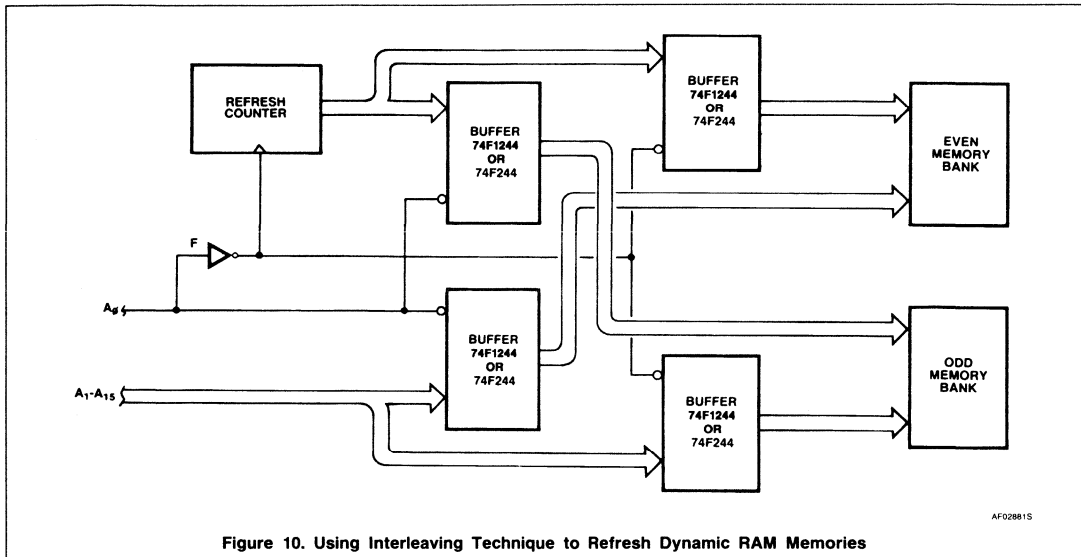 REFRESH
COUNTER
BUFFER
74F1244
OR
74F244
BUFFER
74F1244
OR
74F244
EVEN
MEMORY
BANK
F
Aø
BUFFER
74F1244
OR
74F244
A1-A15
BUFFER
74F1244
OR
74F244
ODD
MEMORY
BANK
AF02881S
Figure 10. Using Interleaving Technique to Refresh Dynamic RAM Memories